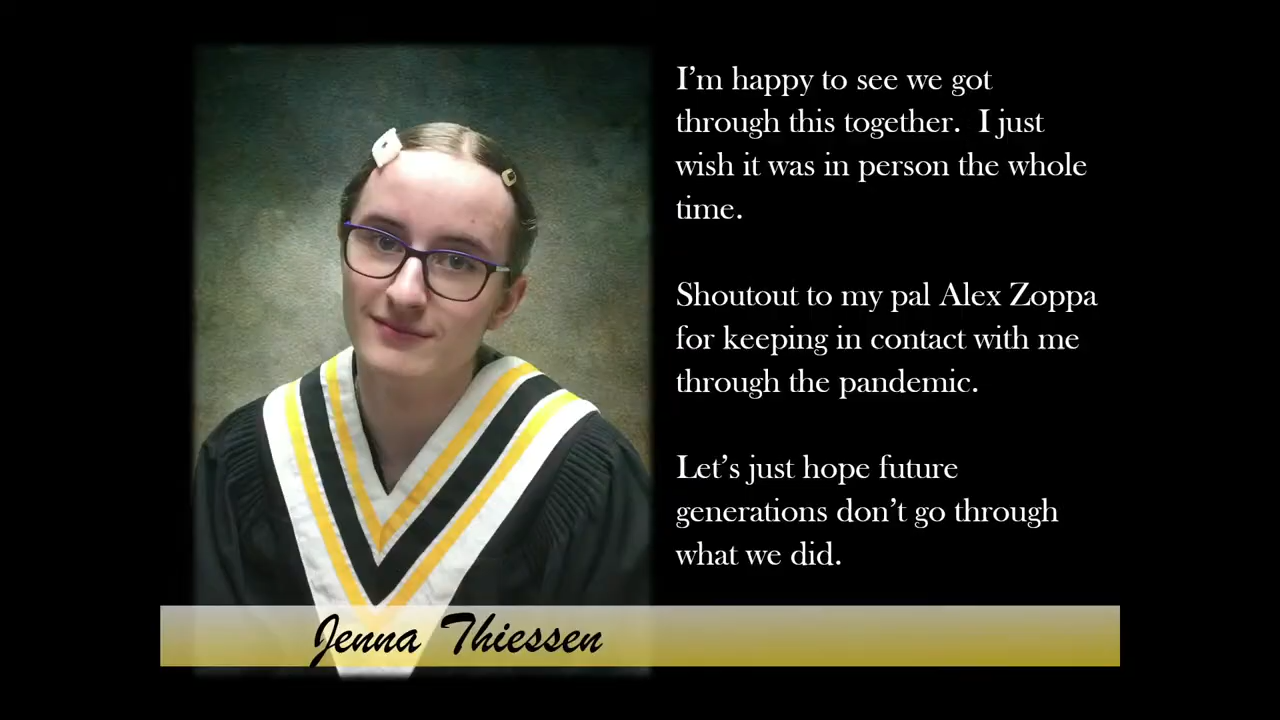 I’m happy to see we got
through this together.  I just
wish it was in person the whole
time.
Shoutout to my pal Alex Zoppa
for keeping in contact with me
through the pandemic.
Let’s just hope future
generations don’t go through
what we did.
Jenna Thiessen